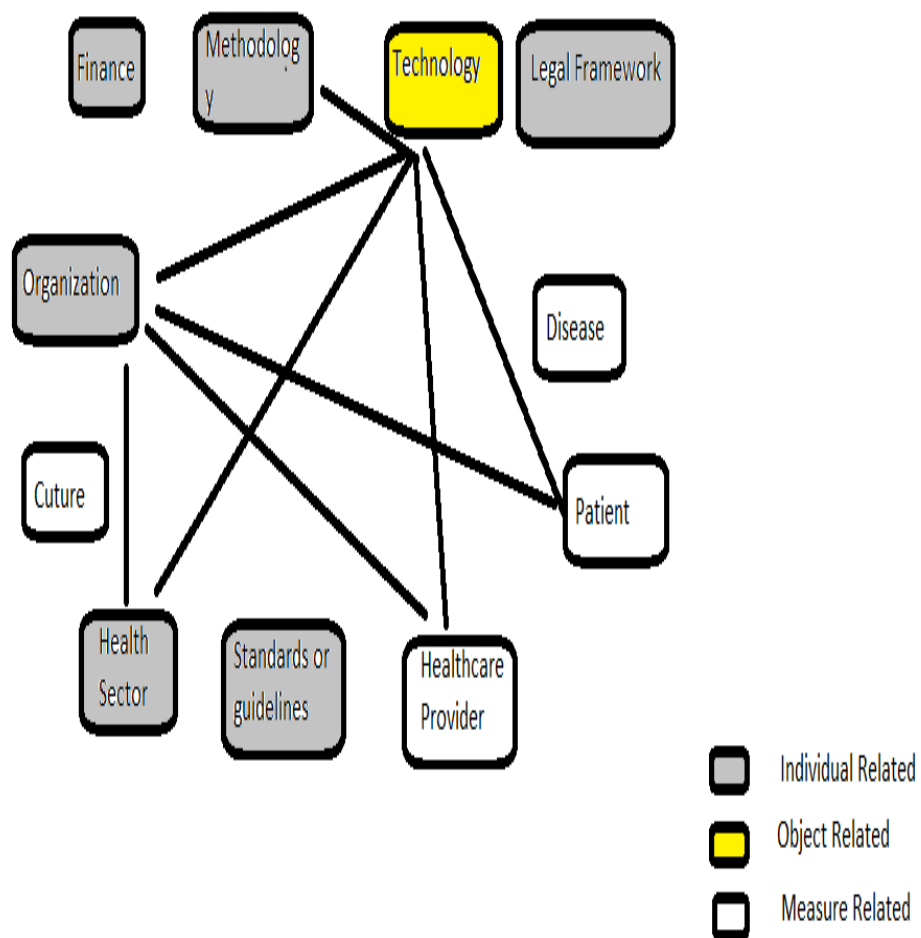 Finance
Methodolog
y
Technology
Legal Framework
Organization
Disease
Cuture
Patient
Health
Sector
Standards or
guidelines
Healthcare
Provider
Individual Related
Object Related
Measure Related